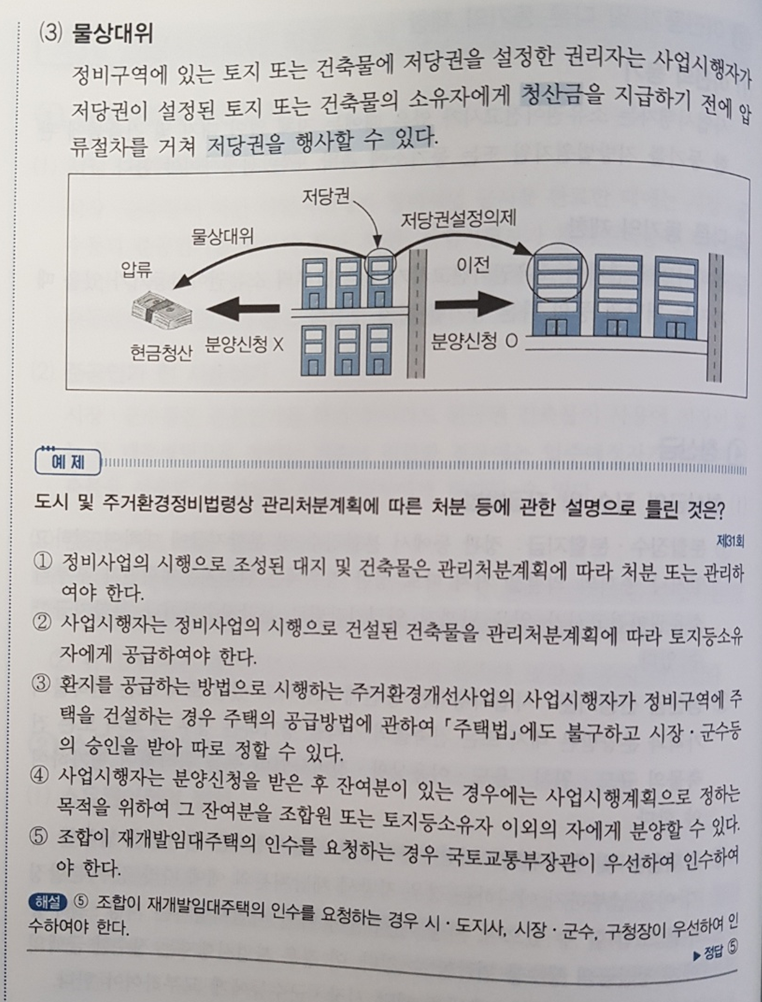 (3) 물상대위
정비구역에 있는 토지 또는 건축물에 저당권을 설정한 권리자는 사업시행자가
저당권이 설정된 토지 또는 건축물의 소유자에게 청산금을 지급하기 전에 압
류절차를 거쳐 저당권을 행사할 수 있다.
저당권
물상대위
저당권설정의제
압류
이전
현금청산
분양신청 X
분양신청 O
예제
도시 및 주거환경정비법령상 관리처분계획에 따른 처분 등에 관한 설명으로 틀린 것은?
제31회
① 정비사업의 시행으로 조성된 대지 및 건축물은 관리처분계획에 따라 처분 또는 관리하
여야 한다.
② 사업시행자는 정비사업의 시행으로 건설된 건축물을 관리처분계획에 따라 토지등소유
자에게 공급하여야 한다.
③ 환지를 공급하는 방법으로 시행하는 주거환경개선사업의 사업시행자가 정비구역에 주
택을 건설하는 경우 주택의 공급방법에 관하여 「주택법」에도 불구하고 시장·군수등
의 승인을 받아 따로 정할 수 있다.
④ 사업시행자는 분양신청을 받은 후 잔여분이 있는 경우에는 사업시행계획으로 정하는
목적을 위하여 그 잔여분을 조합원 또는 토지등소유자 이외의 자에게 분양할 수 있다.
⑤ 조합이 재개발임대주택의 인수를 요청하는 경우 국토교통부장관이 우선하여 인수하여
야 한다.
해설 ⑤ 조합이 재개발임대주택의 인수를 요청하는 경우 시·도지사, 시장·군수, 구청장이 우선하여 인
수하여야 한다.
▶ 정답 ⑤